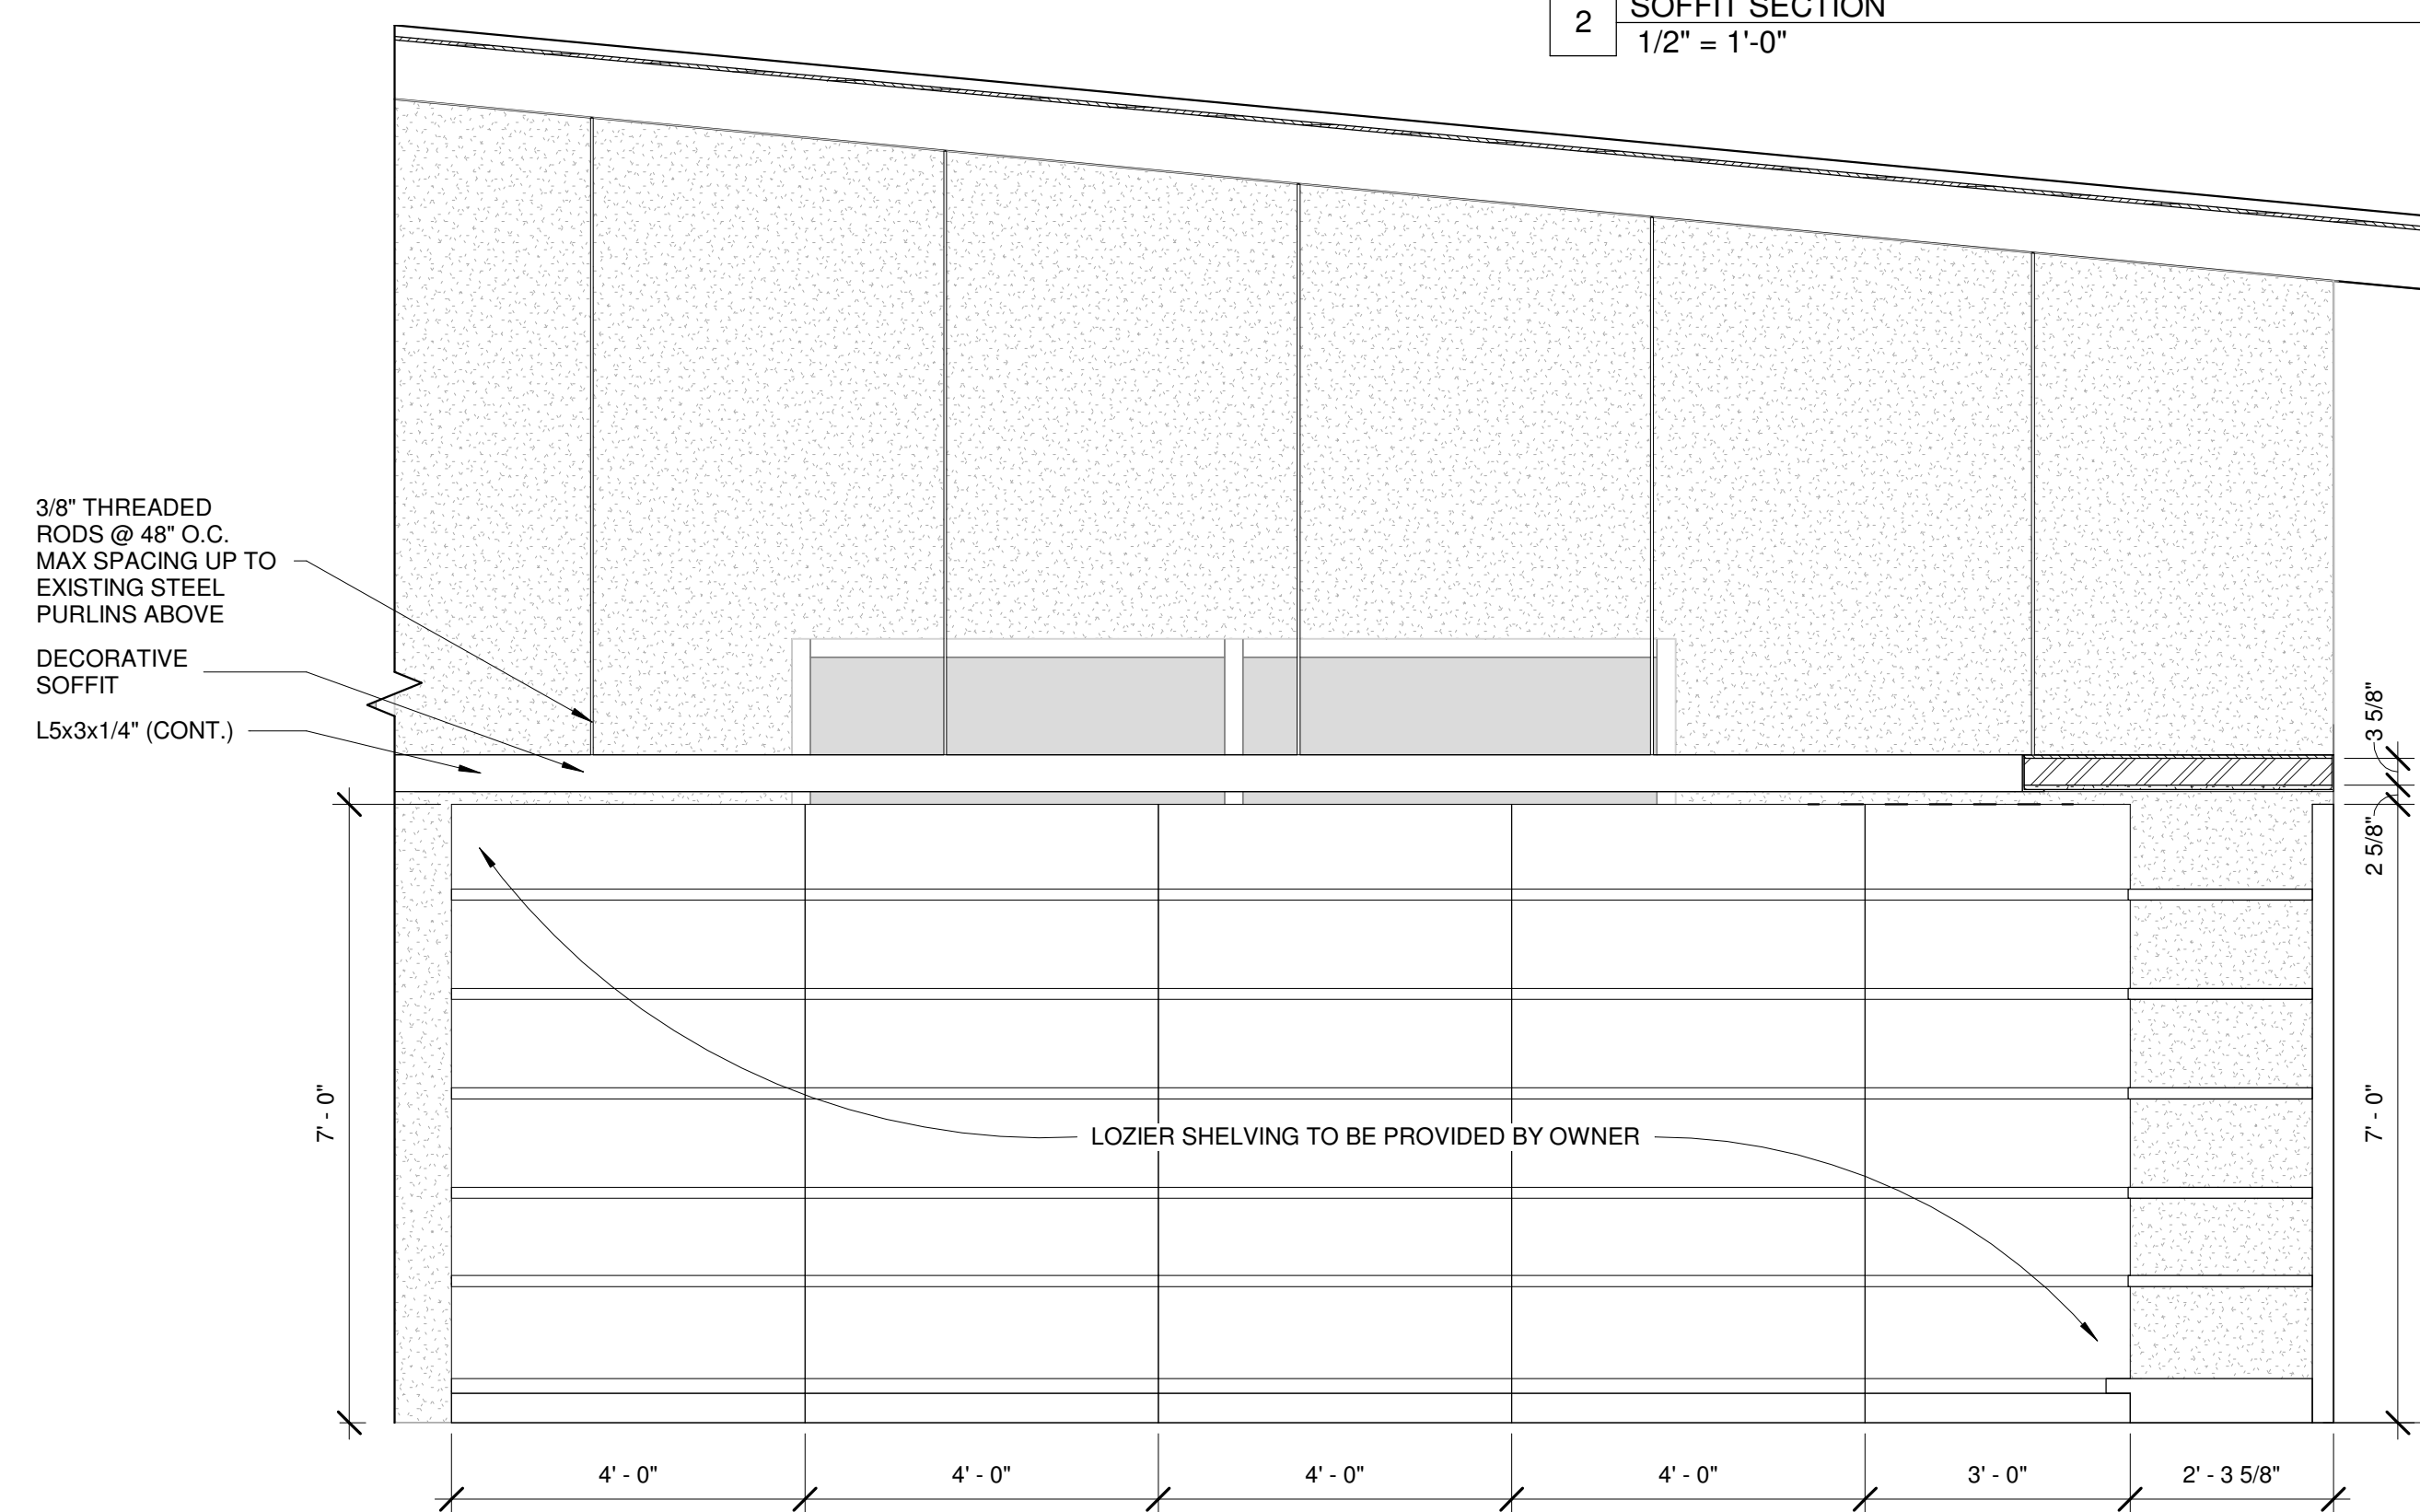 2
SOFFIT SECTION
1/2" = 1'-0"
3/8" THREADED
RODS @ 48" O.C.
MAX SPACING UP TO
EXISTING STEEL
PURLINS ABOVE
DECORATIVE
SOFFIT
L5x3x1/4" (CONT.)
3 5/8"
2 5/8"
7' - 0"
7' - 0"
LOZIER SHELVING TO BE PROVIDED BY OWNER
4' - 0"
4' - 0"
4' - 0"
4' - 0"
3' - 0"
2' - 3 5/8"